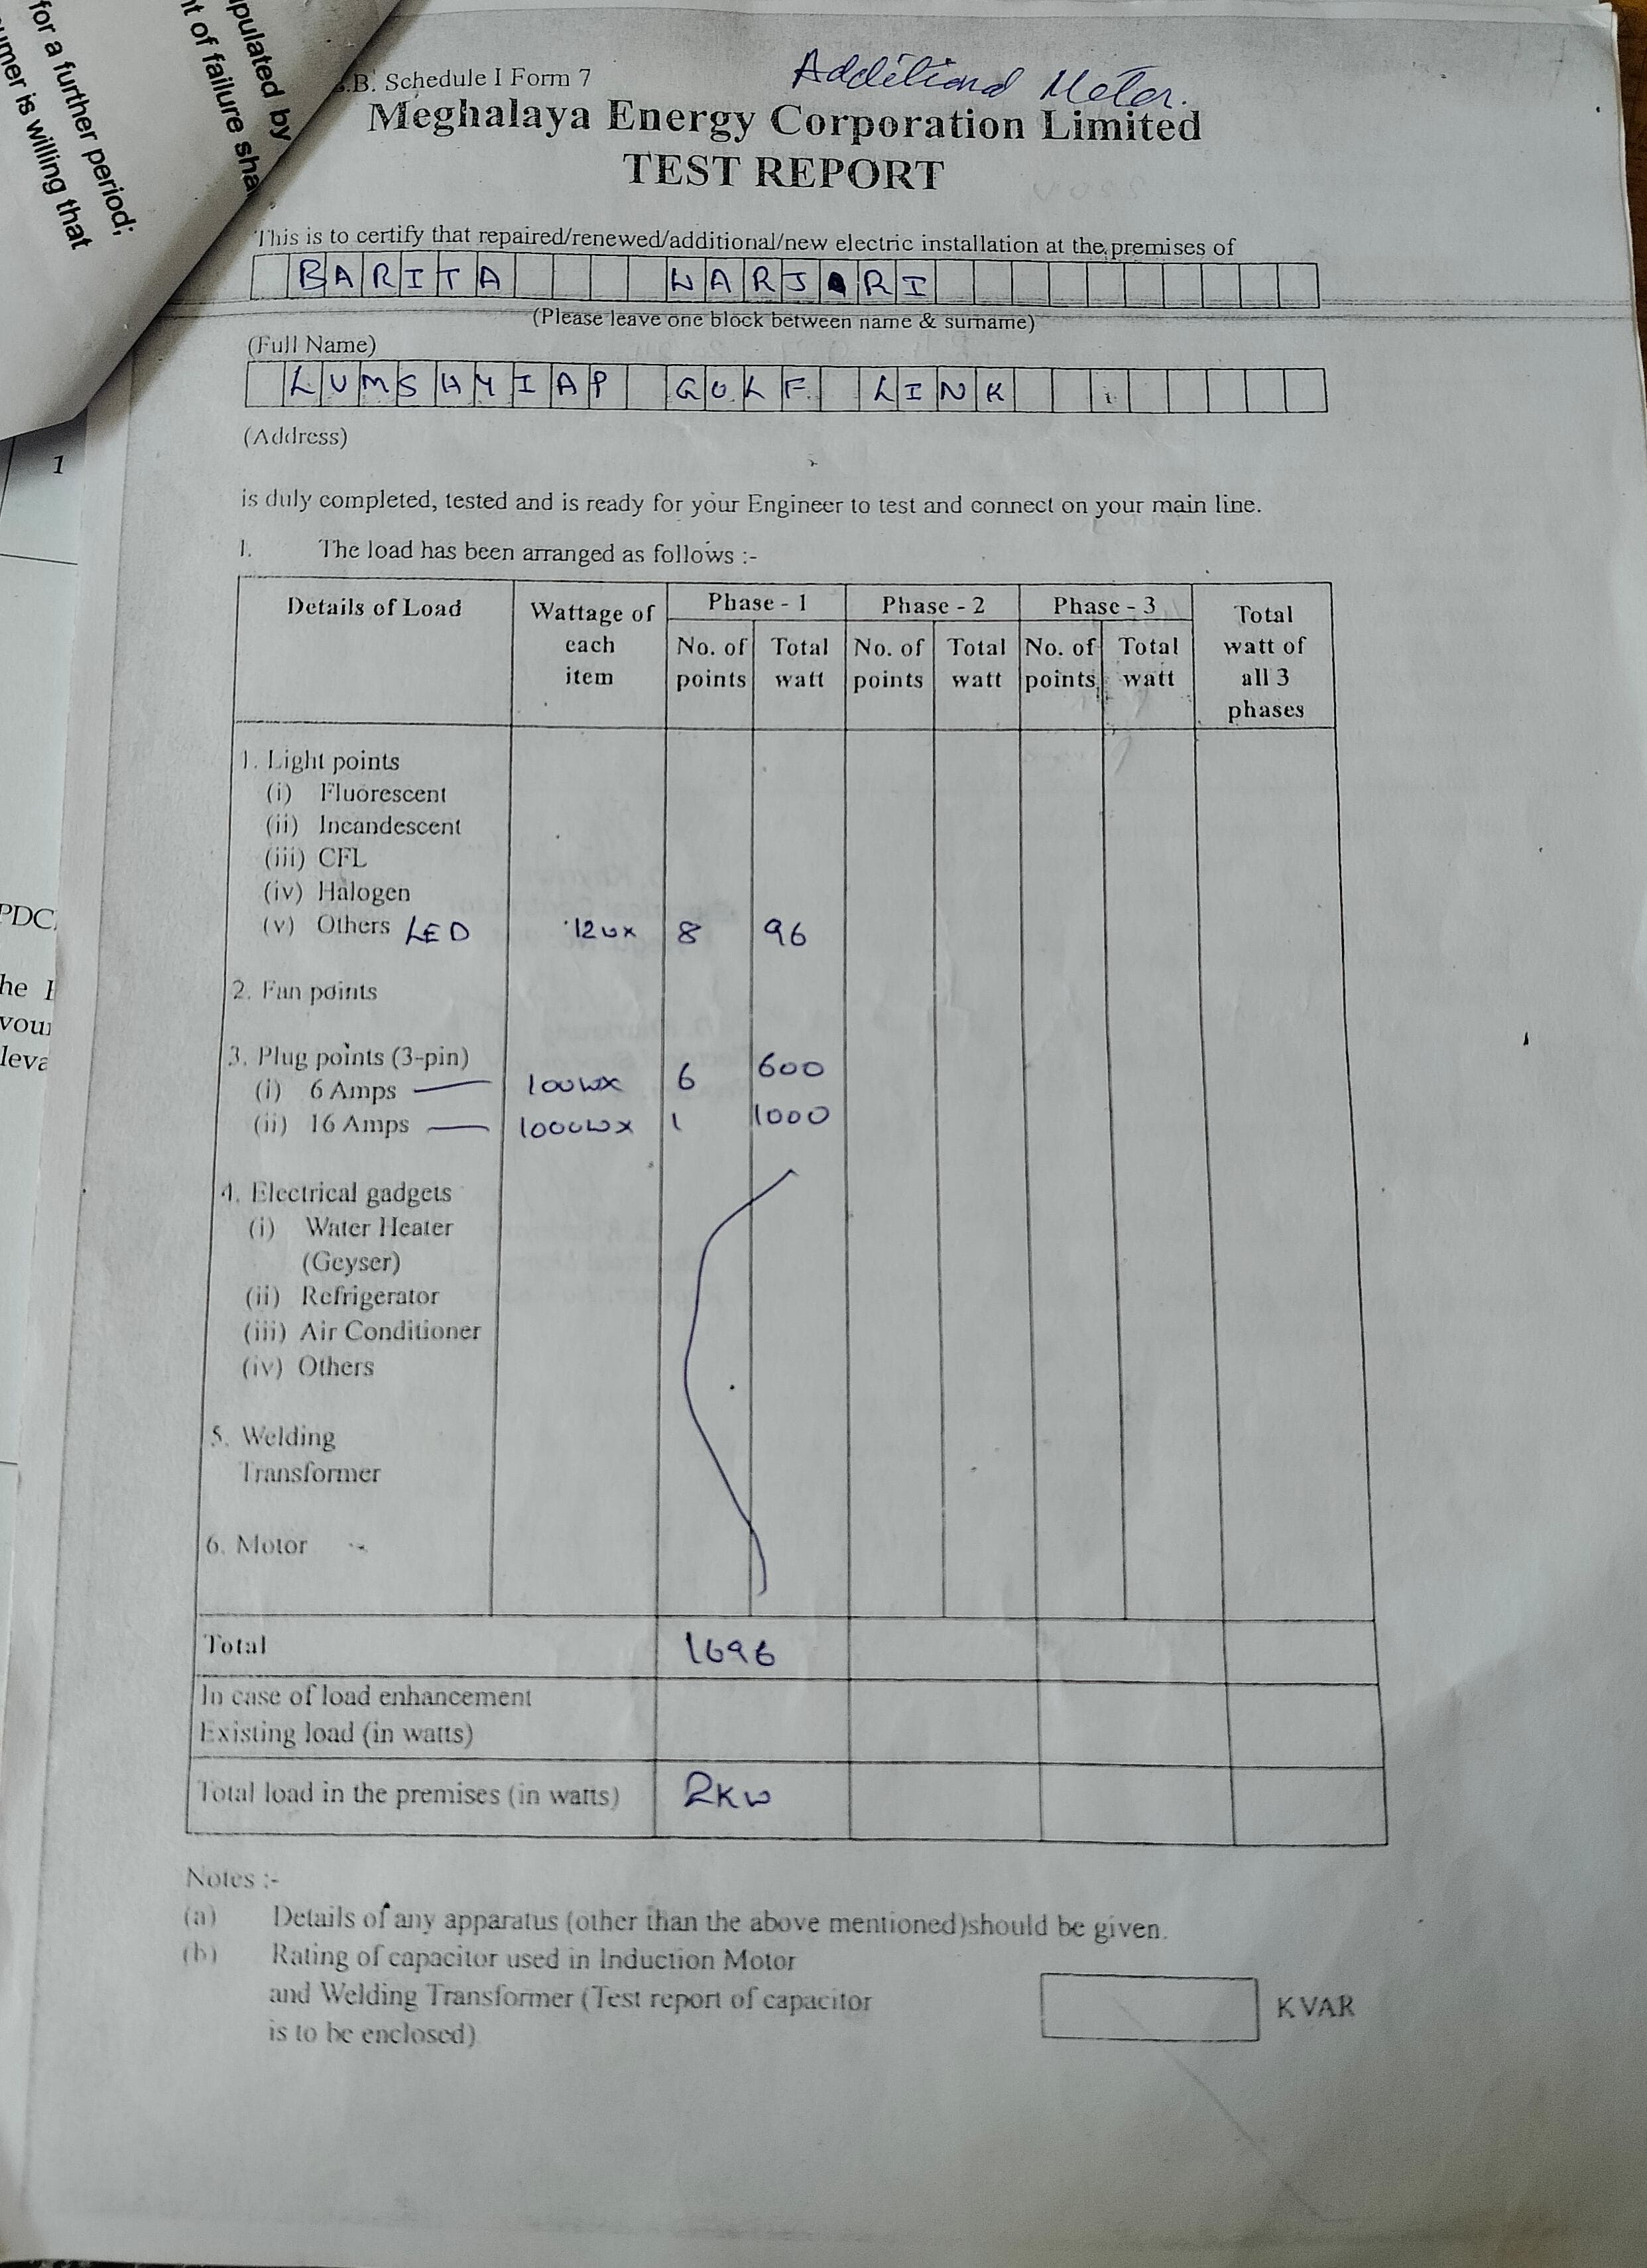 for a further period;
umer is willing that
pulated by
of failure sha
1
PDC
he
leva
.B. Schedule I Form 7
Additional Meter.
Meghalaya Energy Corporation Limited
TEST REPORT
This is to certify that repaired/renewed/additional/new electric installation at the premises of
BARITA WARJRI
(Please leave one block between name & surname)
(Full Name)
LUMSHYIAP GOLF LINK
(Address)
is duly completed, tested and is ready for your Engineer to test and connect on your main line.
1. The load has been arranged as follows :-
Details of Load Wattage of each item Phase - 1 Phase - 2 Phase - 3 Total watt of all 3 phases
No. of points Total watt No. of points Total watt No. of points Total watt
1. Light points
(i) Fluorescent
(ii) Incandescent
(iii) CFL
(iv) Halogen
(v) Others LED 12wx 8 96
2. Fan points
3. Plug points (3-pin)
(i) 6 Amps — 100wx 6 600
(ii) 16 Amps — 1000wx 1 1000
4. Electrical gadgets
(i) Water Heater
(Geyser)
(ii) Refrigerator
(iii) Air Conditioner
(iv) Others
5. Welding
Transformer
6. Motor
Total 1696
In case of load enhancement
Existing load (in watts)
Total load in the premises (in watts) 2KW
Notes :-
(a) Details of any apparatus (other than the above mentioned)should be given.
(b) Rating of capacitor used in Induction Motor
and Welding Transformer (Test report of capacitor KVAR
is to be enclosed)